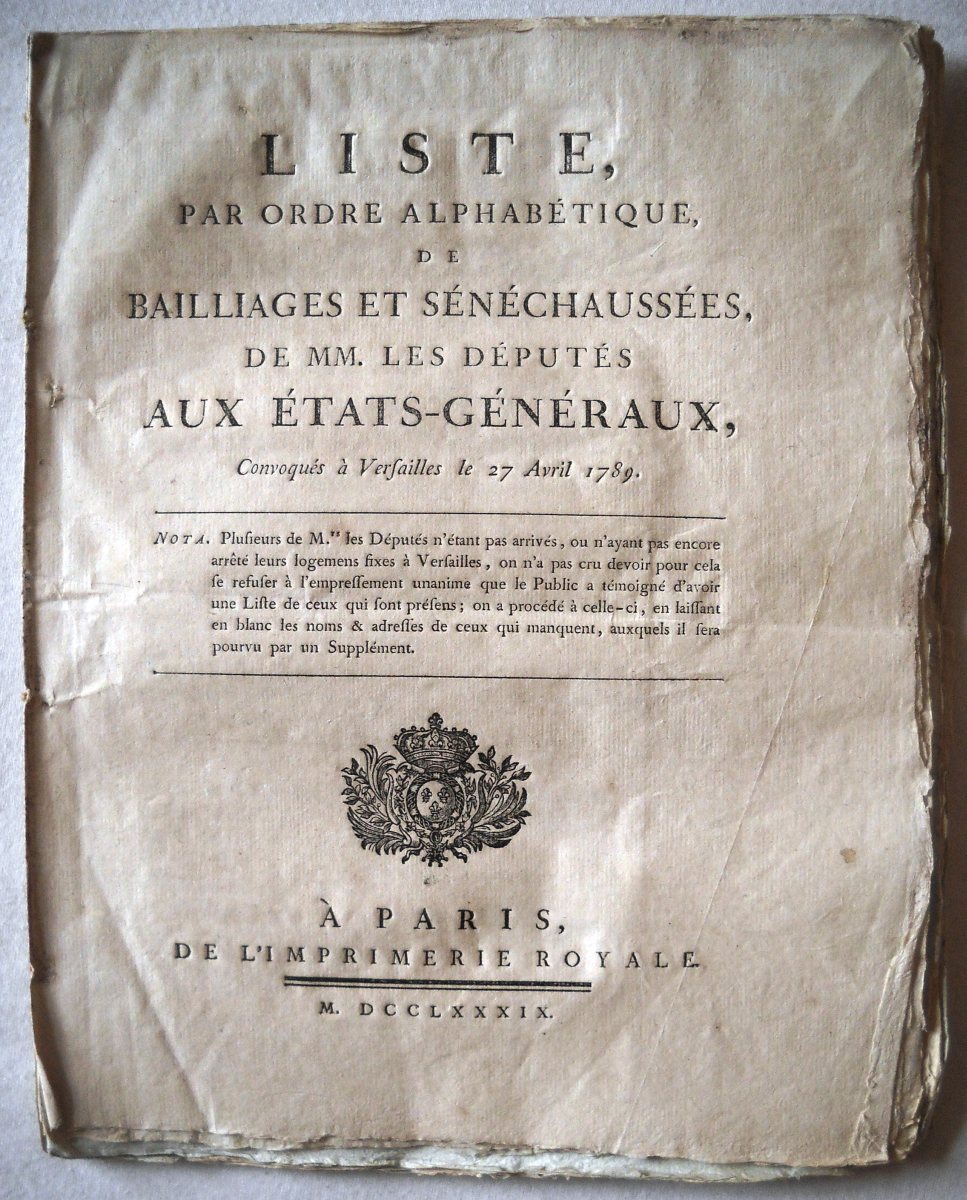 LISTE,
PAR ORDRE ALPHABÉTIQUE,
DE
BAILLIAGES ET SÉNÉCHAUSSÉES,
DE MM. LES DÉPUTÉS
AUX ÉTATS-GÉNÉRAUX,
Convoqués à Verſailles le 27 Avril 1789.
NOTA. Pluſieurs de M.rs les Députés n'étant pas arrivés, ou n'ayant pas encore
arrêté leurs logemens fixes à Verſailles, on n'a pas cru devoir pour cela
ſe refuſer à l'empreſſement unanime que le Public a témoigné d'avoir
une Liſte de ceux qui ſont préſens; on a procédé à celle-ci, en laiſſant
en blanc les noms & adreſſes de ceux qui manquent, auxquels il ſera
pourvu par un Supplément.
À PARIS,
DE L'IMPRIMERIE ROYALE.
M. DCCLXXXIX.